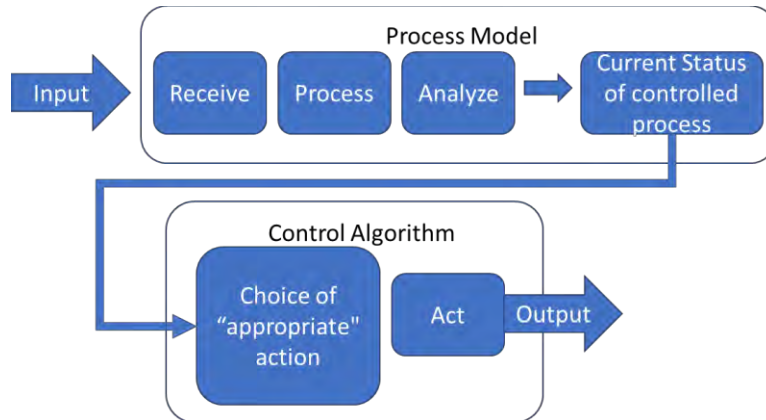 Process Model
Input
Receive
Process
Analyze
Current Status
of controlled
process
Control Algorithm
Choice of
“appropriate"
action
Act
Output